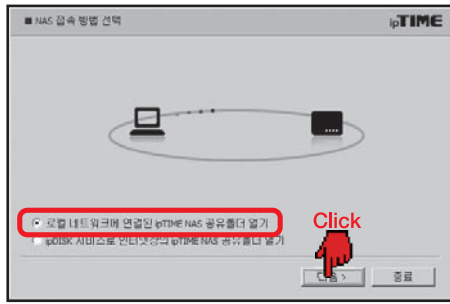 ■ NAS 접속 방법 선택
ipTIME
로컬 네트워크에 연결된 ipTIME NAS 공유폴더 열기
ipDISK 서비스로 인터넷상의 ipTIME NAS 공유폴더 열기
Click
다음 >
종료